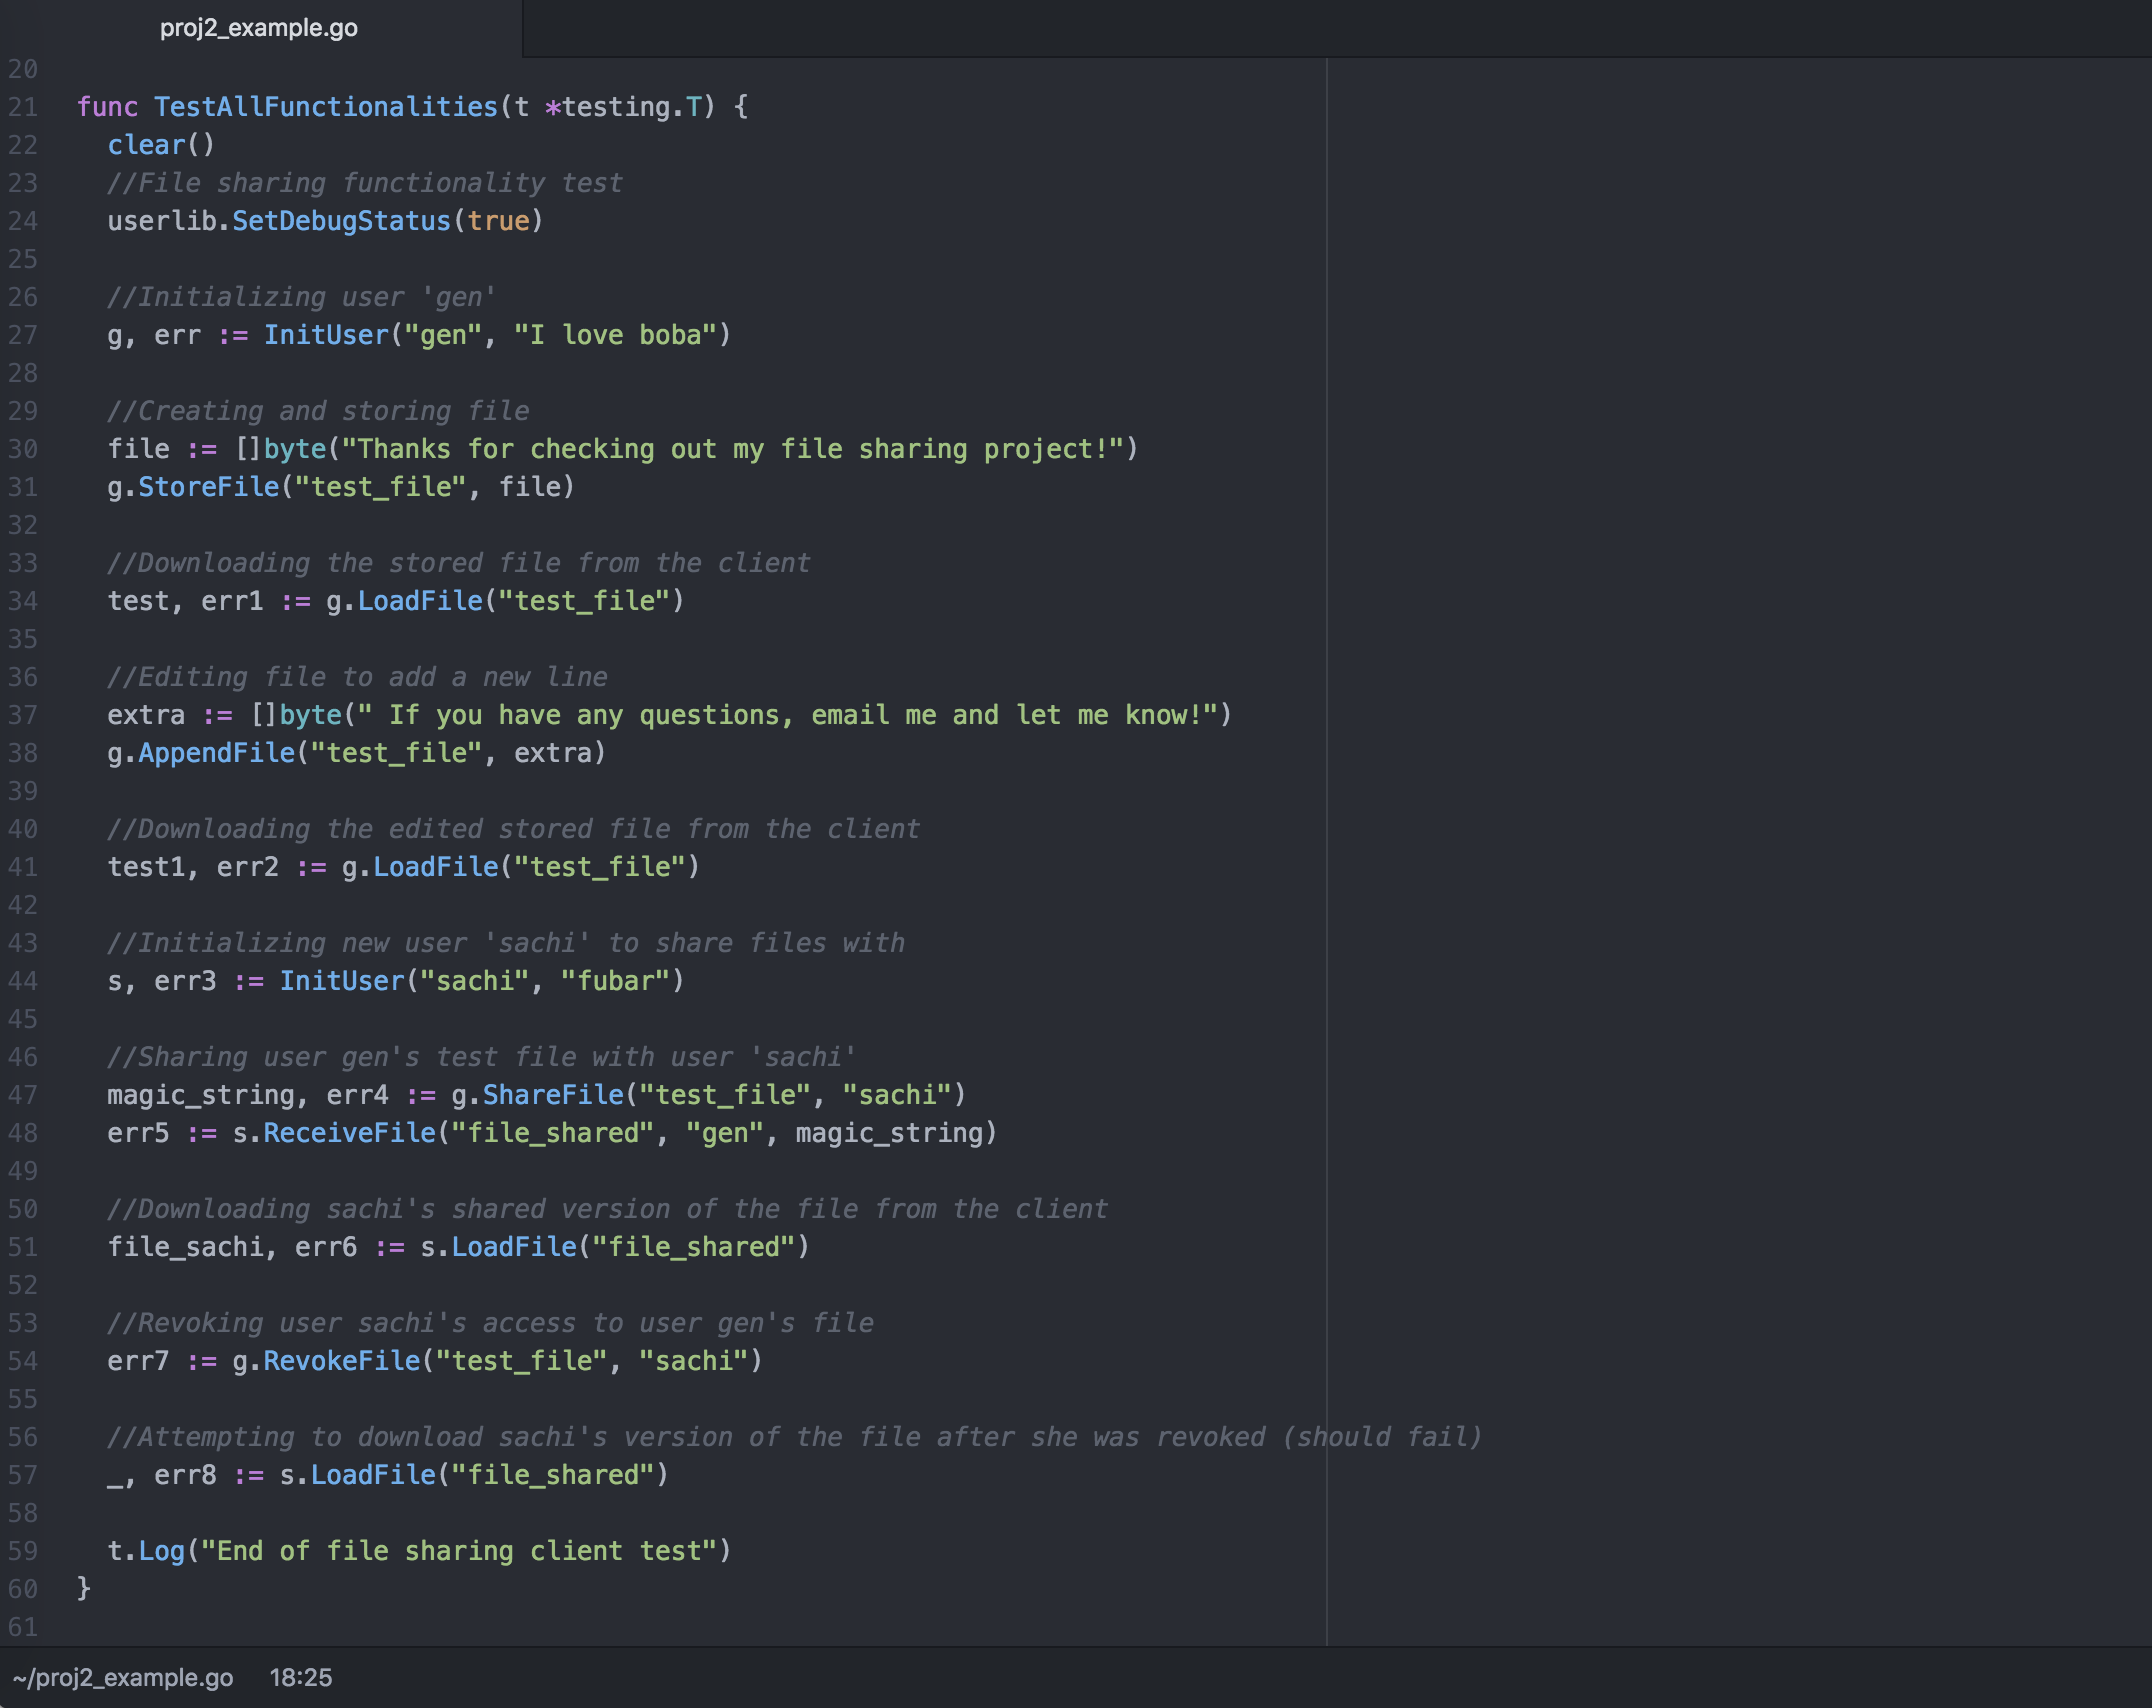 proj2_example.go
20
21 func TestAllFunctionalities(t *testing.T) {
22   clear()
23   //File sharing functionality test
24   userlib.SetDebugStatus(true)
25
26   //Initializing user 'gen'
27   g, err := InitUser("gen", "I love boba")
28
29   //Creating and storing file
30   file := []byte("Thanks for checking out my file sharing project!")
31   g.StoreFile("test_file", file)
32
33   //Downloading the stored file from the client
34   test, err1 := g.LoadFile("test_file")
35
36   //Editing file to add a new line
37   extra := []byte(" If you have any questions, email me and let me know!")
38   g.AppendFile("test_file", extra)
39
40   //Downloading the edited stored file from the client
41   test1, err2 := g.LoadFile("test_file")
42
43   //Initializing new user 'sachi' to share files with
44   s, err3 := InitUser("sachi", "fubar")
45
46   //Sharing user gen's test file with user 'sachi'
47   magic_string, err4 := g.ShareFile("test_file", "sachi")
48   err5 := s.ReceiveFile("file_shared", "gen", magic_string)
49
50   //Downloading sachi's shared version of the file from the client
51   file_sachi, err6 := s.LoadFile("file_shared")
52
53   //Revoking user sachi's access to user gen's file
54   err7 := g.RevokeFile("test_file", "sachi")
55
56   //Attempting to download sachi's version of the file after she was revoked (should fail)
57   _, err8 := s.LoadFile("file_shared")
58
59   t.Log("End of file sharing client test")
60 }
61
~/proj2_example.go 18:25